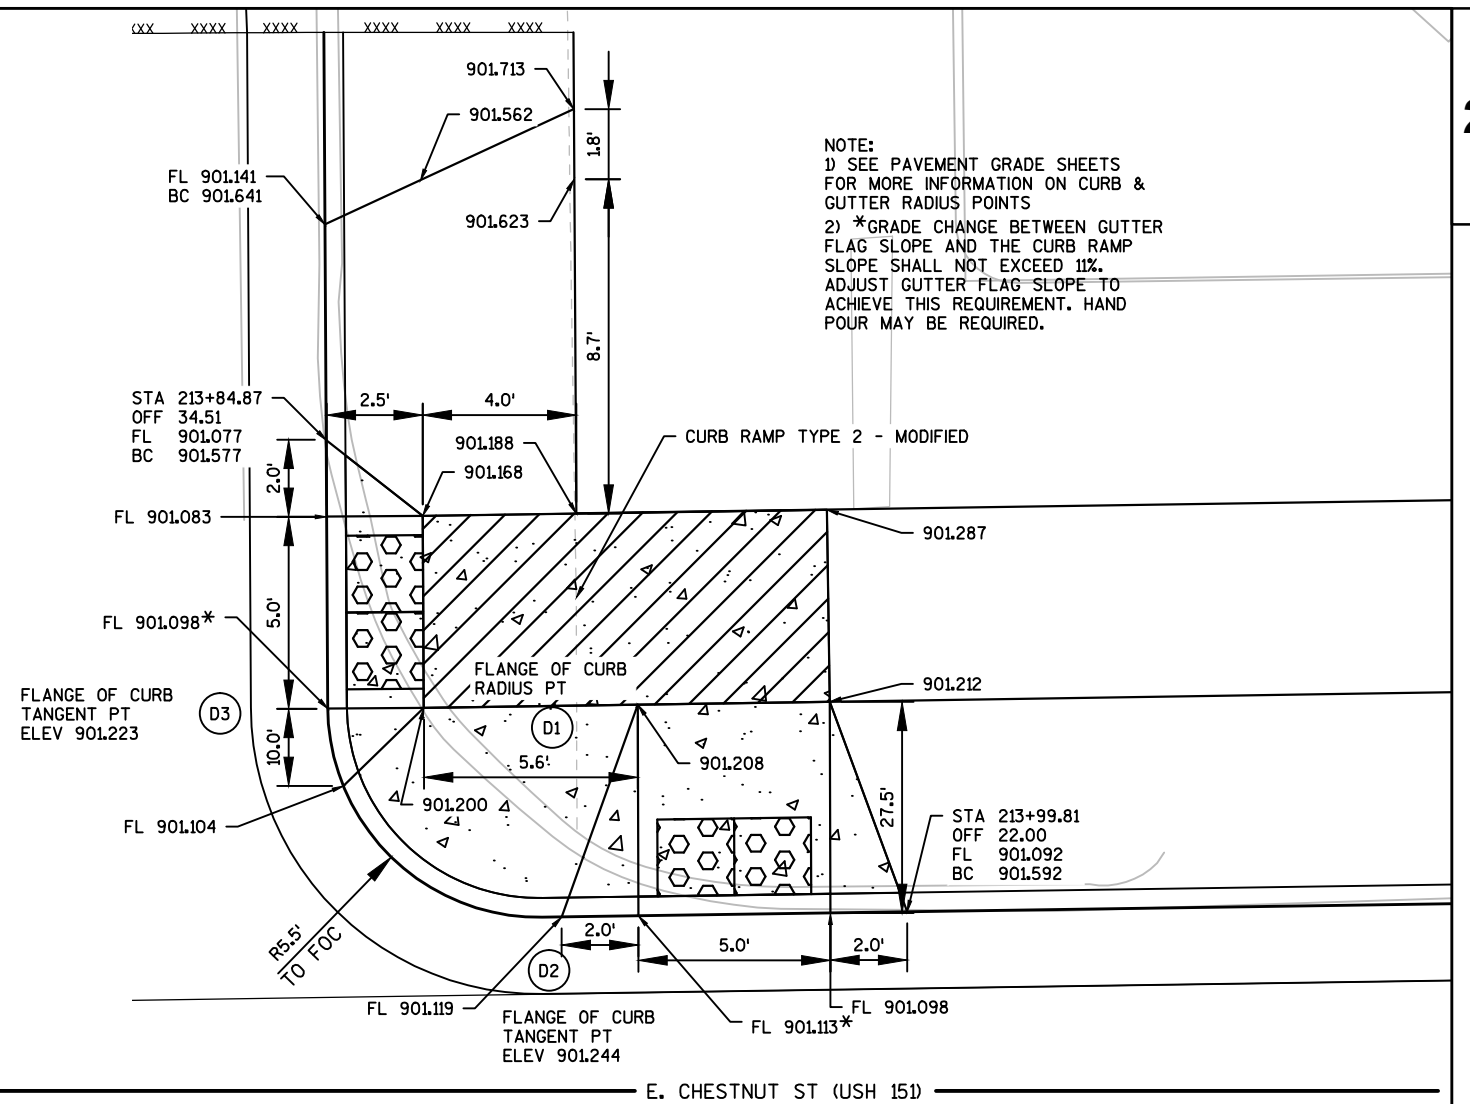 XXX XXXX XXXX XXXX XXXX XXXX
901.713
901.562
1.8'
FL 901.141
BC 901.641
901.623
NOTE:
1) SEE PAVEMENT GRADE SHEETS
FOR MORE INFORMATION ON CURB &
GUTTER RADIUS POINTS
2) *GRADE CHANGE BETWEEN GUTTER
FLAG SLOPE AND THE CURB RAMP
SLOPE SHALL NOT EXCEED 11%.
ADJUST GUTTER FLAG SLOPE TO
ACHIEVE THIS REQUIREMENT. HAND
POUR MAY BE REQUIRED.
8.7'
STA 213+84.87
OFF 34.51
FL 901.077
BC 901.577
2.5'
4.0'
901.188
901.168
CURB RAMP TYPE 2 - MODIFIED
2.0'
FL 901.083
901.287
5.0'
FL 901.098*
FLANGE OF CURB
RADIUS PT
D1
901.212
FLANGE OF CURB
TANGENT PT
ELEV 901.223
D3
10.0'
5.6'
901.208
901.200
FL 901.104
27.5'
STA 213+99.81
OFF 22.00
FL 901.092
BC 901.592
R5.5'
TO FOC
2.0'
5.0'
2.0'
D2
FL 901.119
FLANGE OF CURB
TANGENT PT
ELEV 901.244
FL 901.113*
FL 901.098
E. CHESTNUT ST (USH 151)